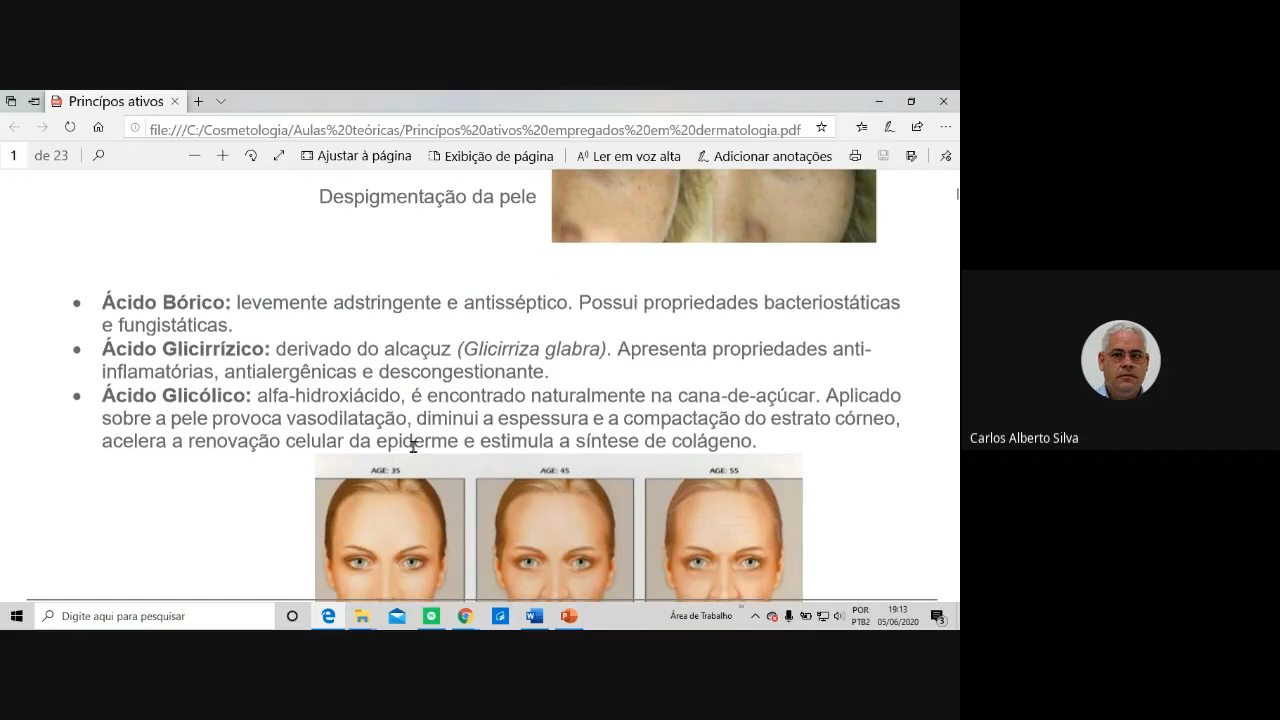 Princípos ativos
file:///C:/Cosmetologia/Aulas%20teóricas/Princípos%20ativos%20empregados%20em%20dermatologia.pdf
1 de 23
Ajustar à página
Exibição de página
Ler em voz alta
Adicionar anotações
Despigmentação da pele
• Ácido Bórico: levemente adstringente e antisséptico. Possui propriedades bacteriostáticas
e fungistáticas.
• Ácido Glicirrízico: derivado do alcaçuz (Glicirriza glabra). Apresenta propriedades anti-
inflamatórias, antialergênicas e descongestionante.
• Ácido Glicólico: alfa-hidroxiácido, é encontrado naturalmente na cana-de-açúcar. Aplicado
sobre a pele provoca vasodilatação, diminui a espessura e a compactação do estrato córneo,
acelera a renovação celular da epiderme e estimula a síntese de colágeno.
AGE: 35 AGE: 45 AGE: 55
Carlos Alberto Silva
Digite aqui para pesquisar
Área de Trabalho
POR
PTB2
19:13
05/06/2020
3